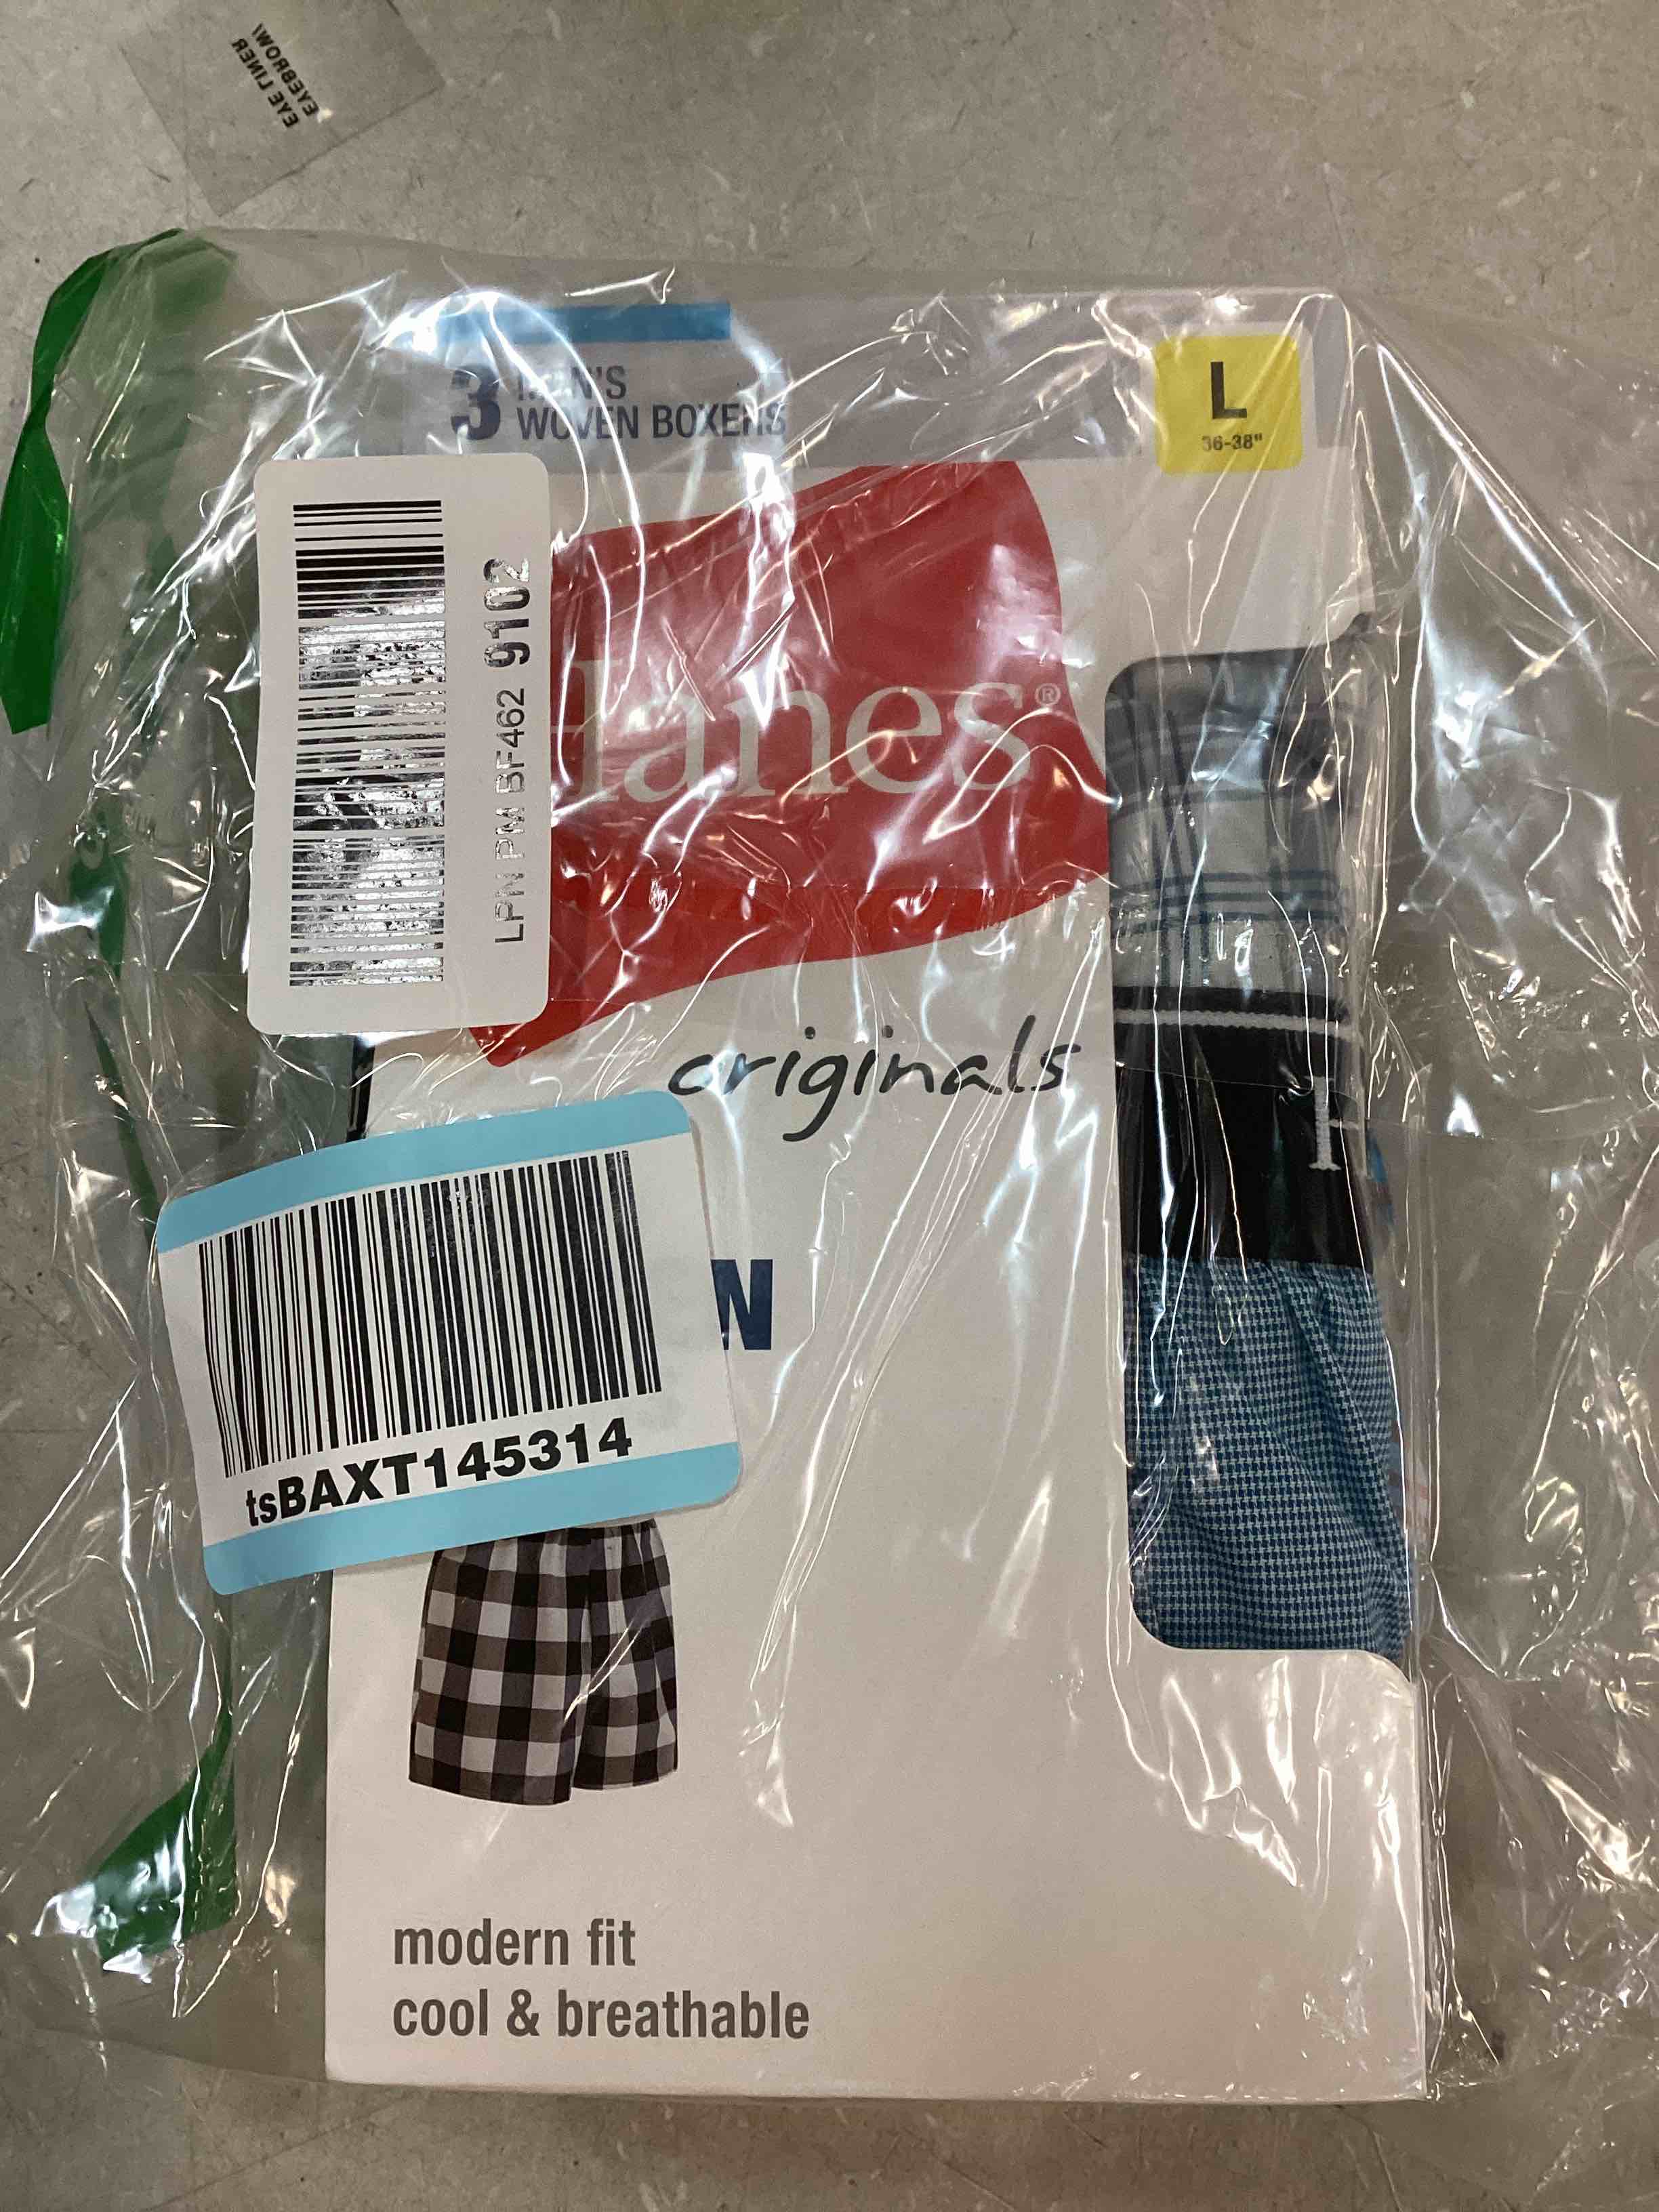 EYEBROW/
EYE LINER
3 MEN'S
WOVEN BOXERS
L
36-38"
LPN PM BF462 9102
Hanes®
originals
N
tsBAXT145314
modern fit
cool & breathable